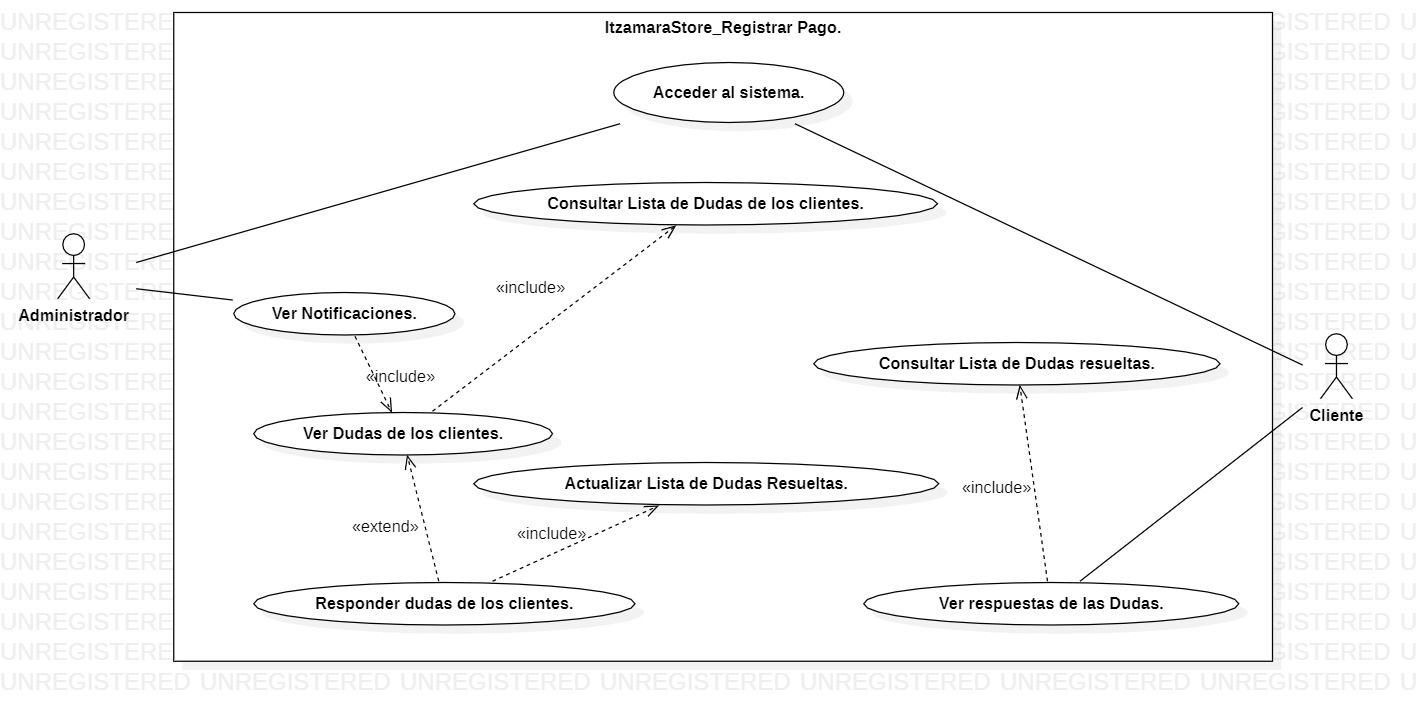 ItzamaraStore_Registrar Pago.
Acceder al sistema.
Consultar Lista de Dudas de los clientes.
«include»
Administrador
Ver Notificaciones.
«include»
Consultar Lista de Dudas resueltas.
Cliente
Ver Dudas de los clientes.
Actualizar Lista de Dudas Resueltas.
«include»
«extend»
«include»
Responder dudas de los clientes.
Ver respuestas de las Dudas.
UNREGISTERED UNREGISTERED UNREGISTERED UNREGISTERED UNREGISTERED UNREGISTERED UNREGISTERED U